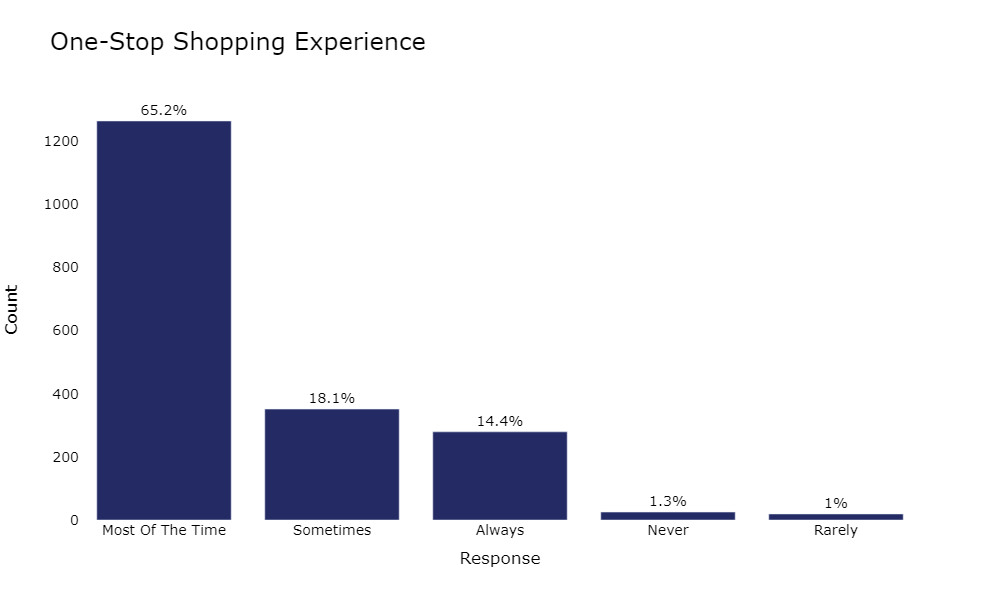 One-Stop Shopping Experience
65.2%
1200
1000
800
600
400
200
0
Count
18.1%
14.4%
1.3%
1%
Most Of The Time
Sometimes
Always
Never
Rarely
Response